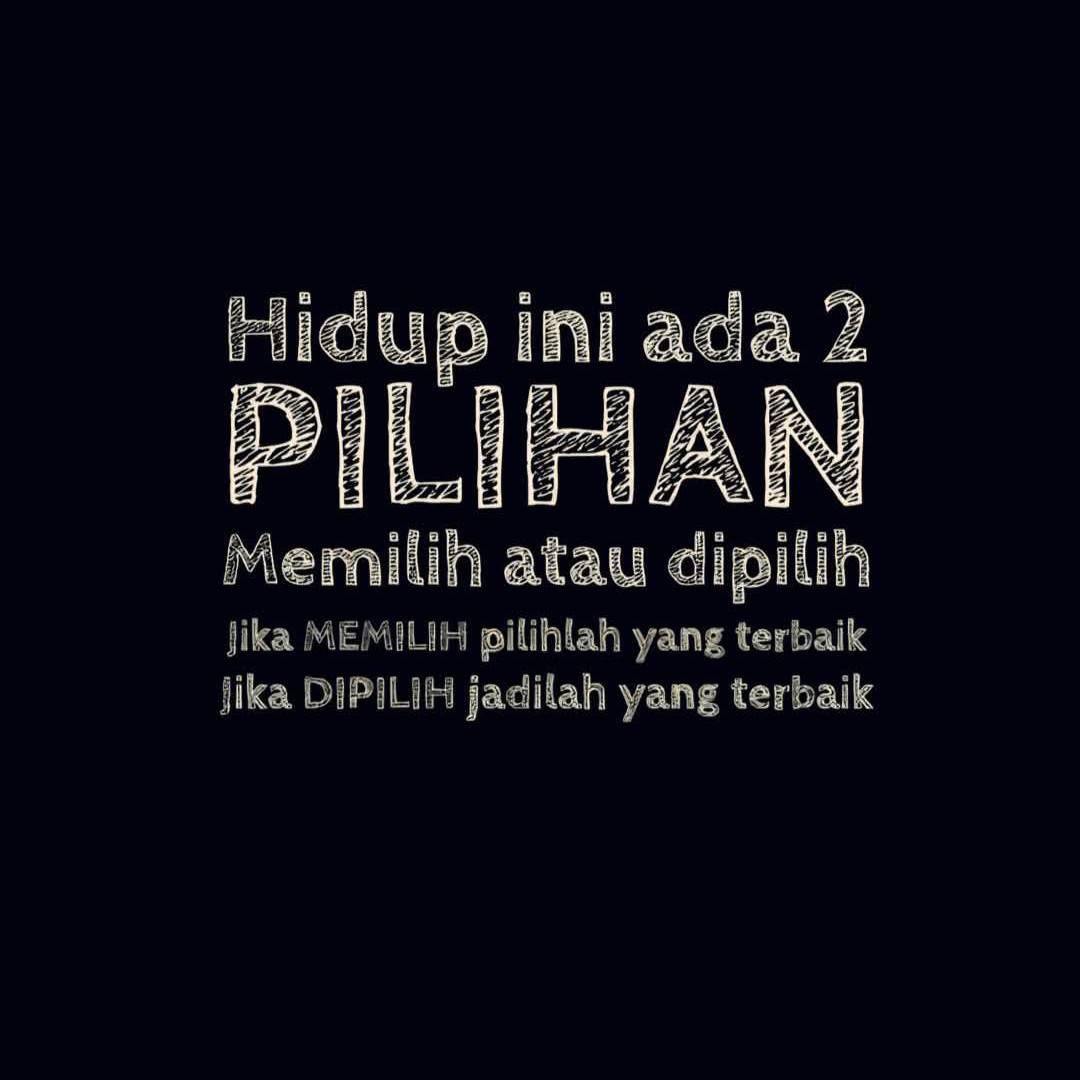 Hidup ini ada 2
PILIHAN
Memilih atau dipilih
Jika MEMILIH pilihlah yang terbaik
Jika DIPILIH jadilah yang terbaik